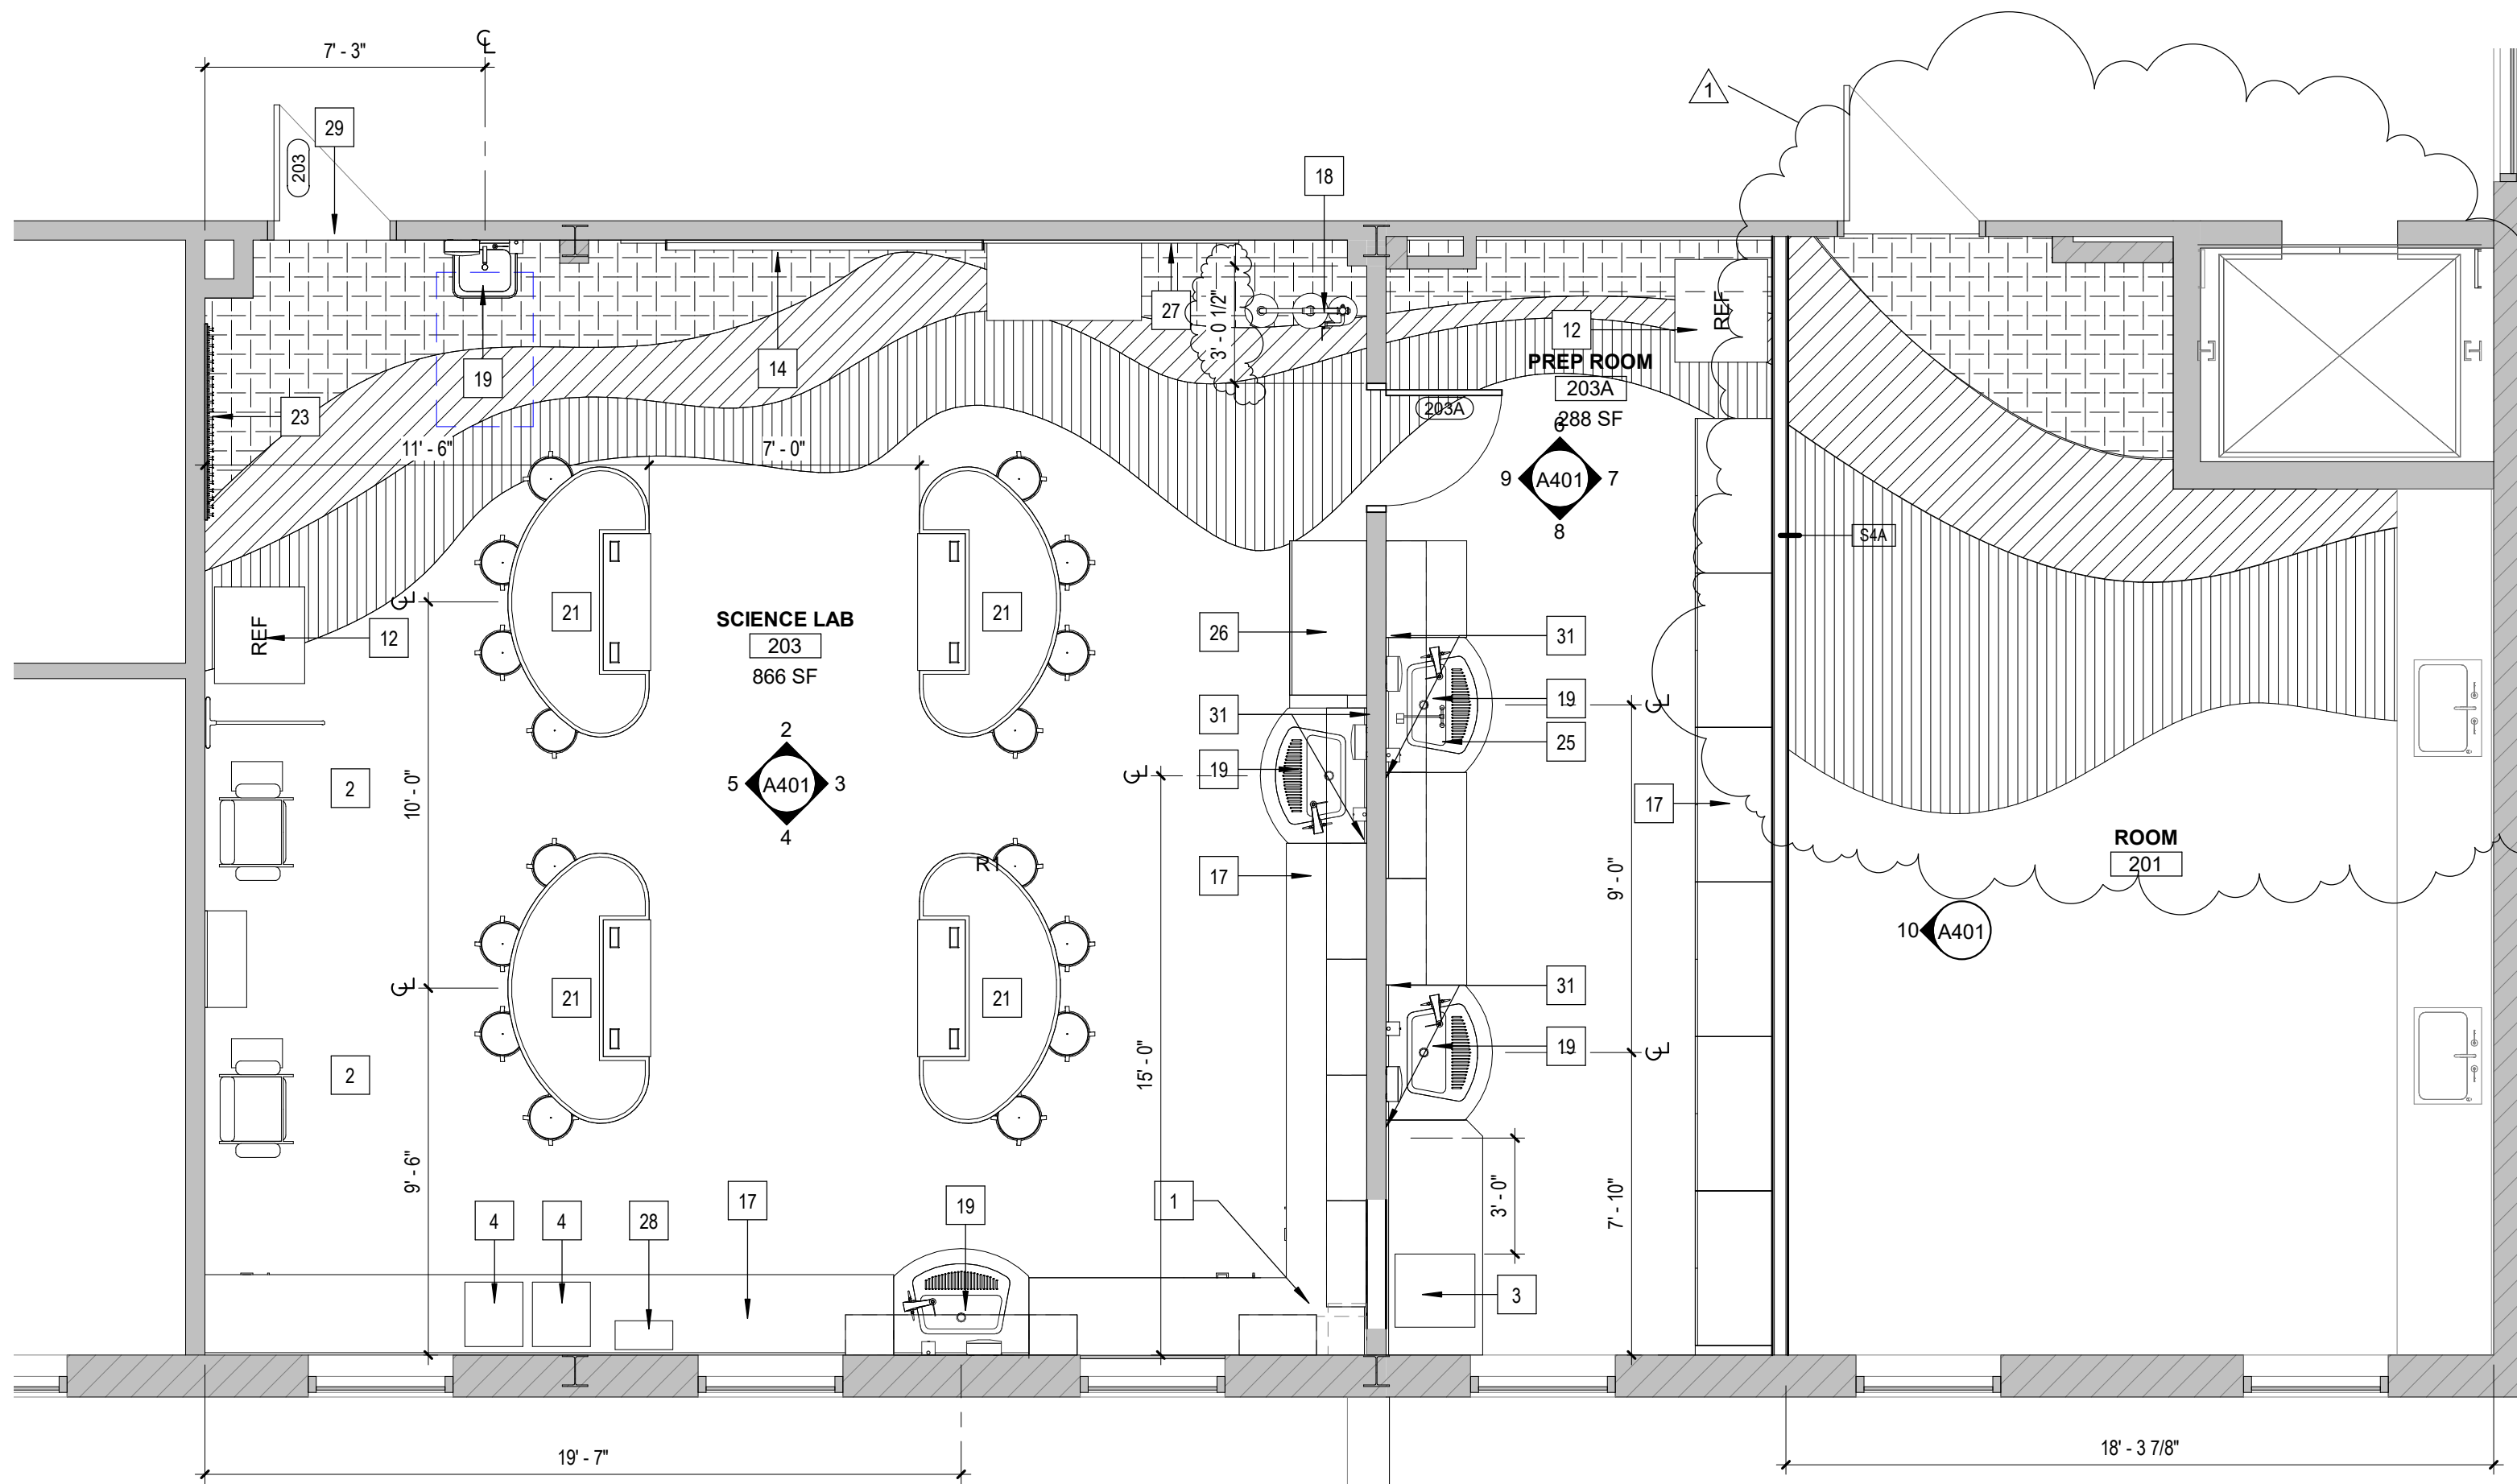 7' - 3"
℄
1
29
203
18
27
3' - 0 1/2"
14
19
23
12
REF
PREP ROOM
203A
288 SF
203A
11' - 6"
7' - 0"
6
9
A401
7
8
S4A
21
21
SCIENCE LAB
203
866 SF
REF
12
℄
26
31
31
19
℄
25
19
℄
2
2
5
A401
3
4
10' - 0"
17
17
ROOM
201
R1
9' - 0"
10
A401
21
21
℄
31
19
℄
15' - 0"
2
9' - 6"
3' - 0"
7' - 10"
4
4
28
17
19
1
3
19' - 7"
18' - 3 7/8"